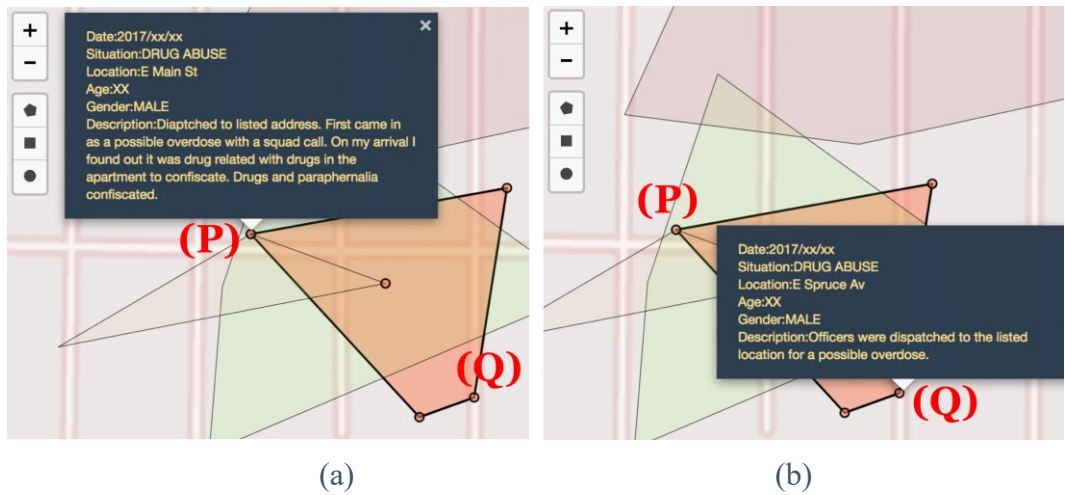 +
−
×
Date:2017/xx/xx
Situation:DRUG ABUSE
Location:E Main St
Age:XX
Gender:MALE
Description:Diaptched to listed address. First came in
as a possible overdose with a squad call. On my arrival I
found out it was drug related with drugs in the
apartment to confiscate. Drugs and paraphernalia
confiscated.
(P)
(Q)
(a)
+
−
(P)
Date:2017/xx/xx
Situation:DRUG ABUSE
Location:E Spruce Av
Age:XX
Gender:MALE
Description:Officers were dispatched to the listed
location for a possible overdose.
(Q)
(b)